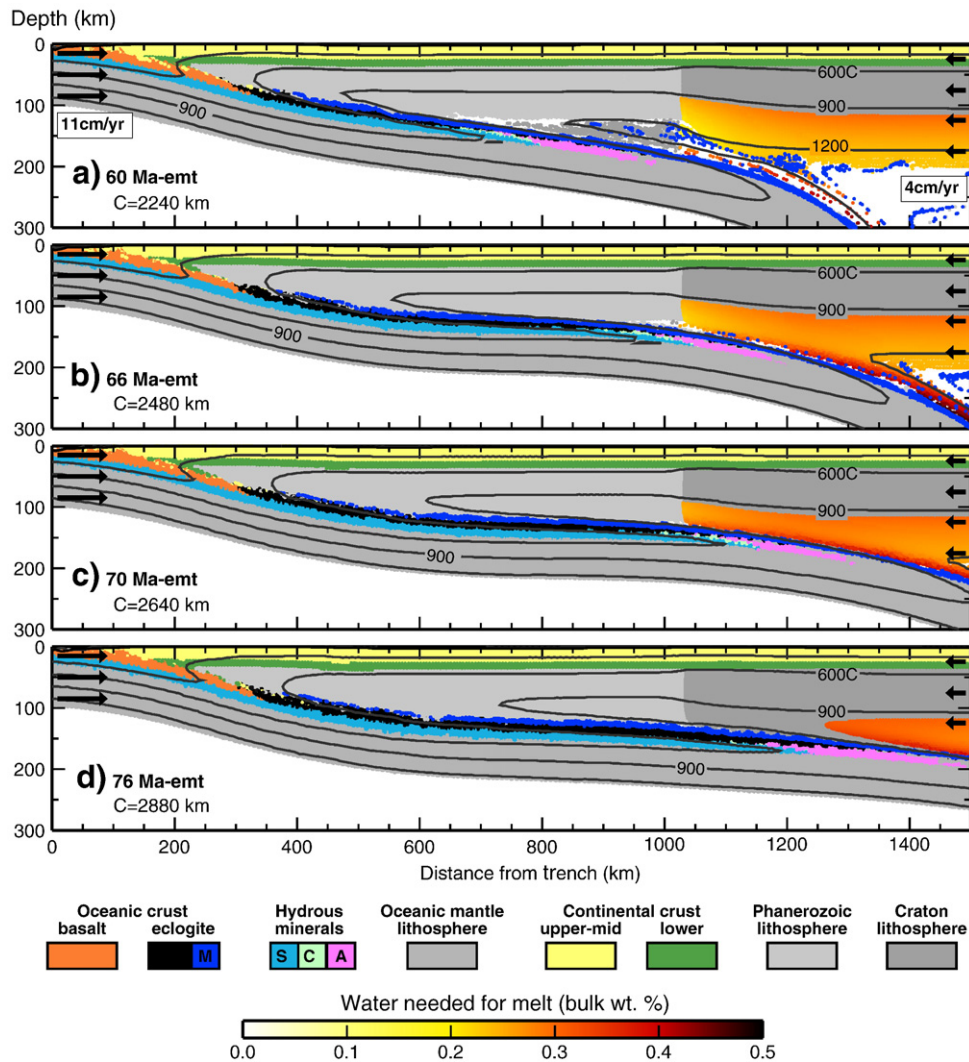 Depth (km)
0
100
200
300
11cm/yr
900
600C
900
1200
4cm/yr
a) 60 Ma-emt
C=2240 km
0
100
200
300
900
600C
900
b) 66 Ma-emt
C=2480 km
0
100
200
300
900
600C
900
c) 70 Ma-emt
C=2640 km
0
100
200
300
900
600C
900
d) 76 Ma-emt
C=2880 km
0 200 400 600 800 1000 1200 1400
Distance from trench (km)
Oceanic crust
basalt eclogite
M
Hydrous
minerals
S C A
Oceanic mantle
lithosphere
Continental crust
upper-mid lower
Phanerozoic
lithosphere
Craton
lithosphere
Water needed for melt (bulk wt. %)
0.0 0.1 0.2 0.3 0.4 0.5